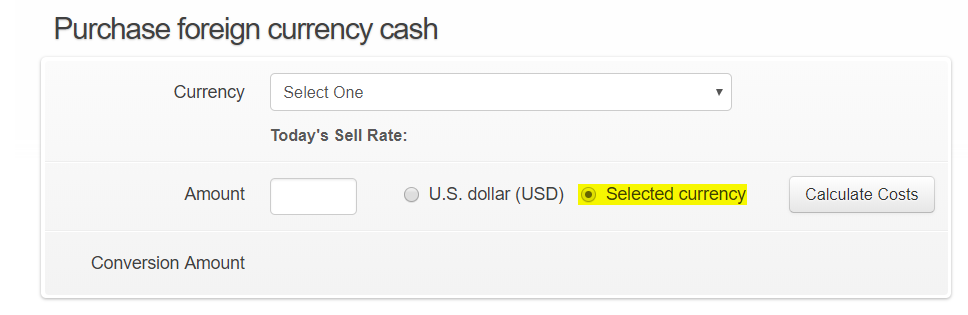 Purchase foreign currency cash
Currency Select One
Today's Sell Rate:
Amount U.S. dollar (USD) Selected currency Calculate Costs
Conversion Amount